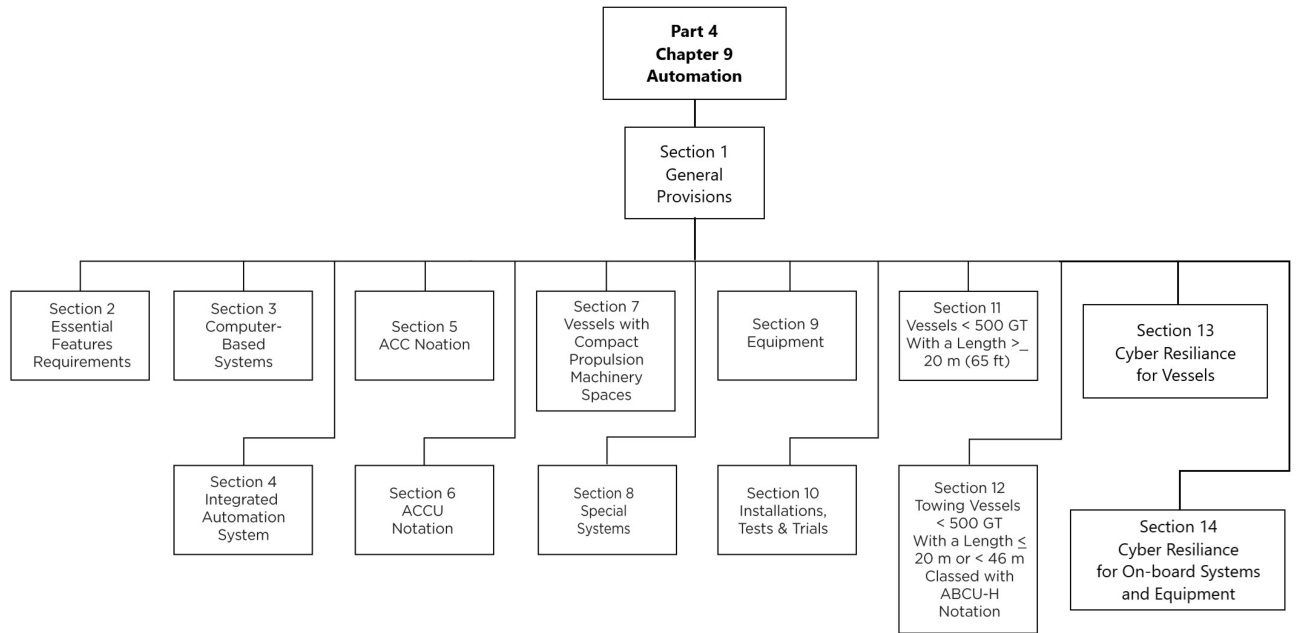 Part 4
Chapter 9
Automation
Section 1
General
Provisions
Section 2
Essential
Features
Requirements
Section 3
Computer-
Based
Systems
Section 5
ACC Noation
Section 7
Vessels with
Compact
Propulsion
Machinery
Spaces
Section 9
Equipment
Section 11
Vessels < 500 GT
With a Length >_
20 m (65 ft)
Section 13
Cyber Resiliance
for Vessels
Section 4
Integrated
Automation
System
Section 6
ACCU
Notation
Section 8
Special
Systems
Section 10
Installations,
Tests & Trials
Section 12
Towing Vessels
< 500 GT
With a Length ≤
20 m or < 46 m
Classed with
ABCU-H
Notation
Section 14
Cyber Resiliance
for On-board Systems
and Equipment